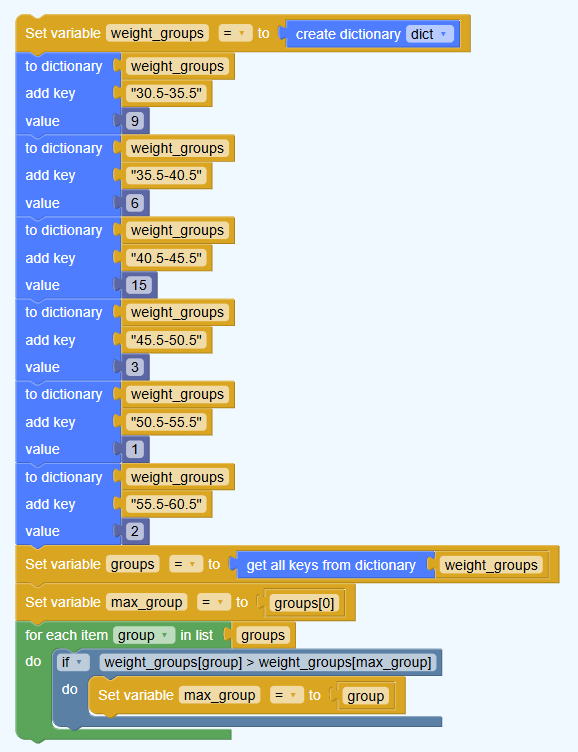 Set variable weight_groups = to create dictionary dict
to dictionary weight_groups
add key "30.5-35.5"
value 9
to dictionary weight_groups
add key "35.5-40.5"
value 6
to dictionary weight_groups
add key "40.5-45.5"
value 15
to dictionary weight_groups
add key "45.5-50.5"
value 3
to dictionary weight_groups
add key "50.5-55.5"
value 1
to dictionary weight_groups
add key "55.5-60.5"
value 2
Set variable groups = to get all keys from dictionary weight_groups
Set variable max_group = to groups[0]
for each item group in list groups
do if weight_groups[group] > weight_groups[max_group]
do Set variable max_group = to group